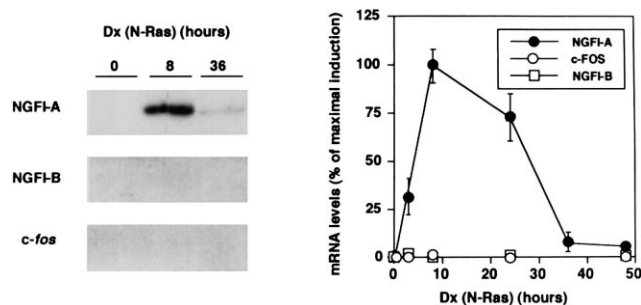 Dx (N-Ras) (hours)
0 8 36
NGFI-A
NGFI-B
c-fos
mRNA levels (% of maximal induction)
125
100
75
50
25
0
NGFI-A
c-FOS
NGFI-B
0 10 20 30 40 50
Dx (N-Ras) (hours)